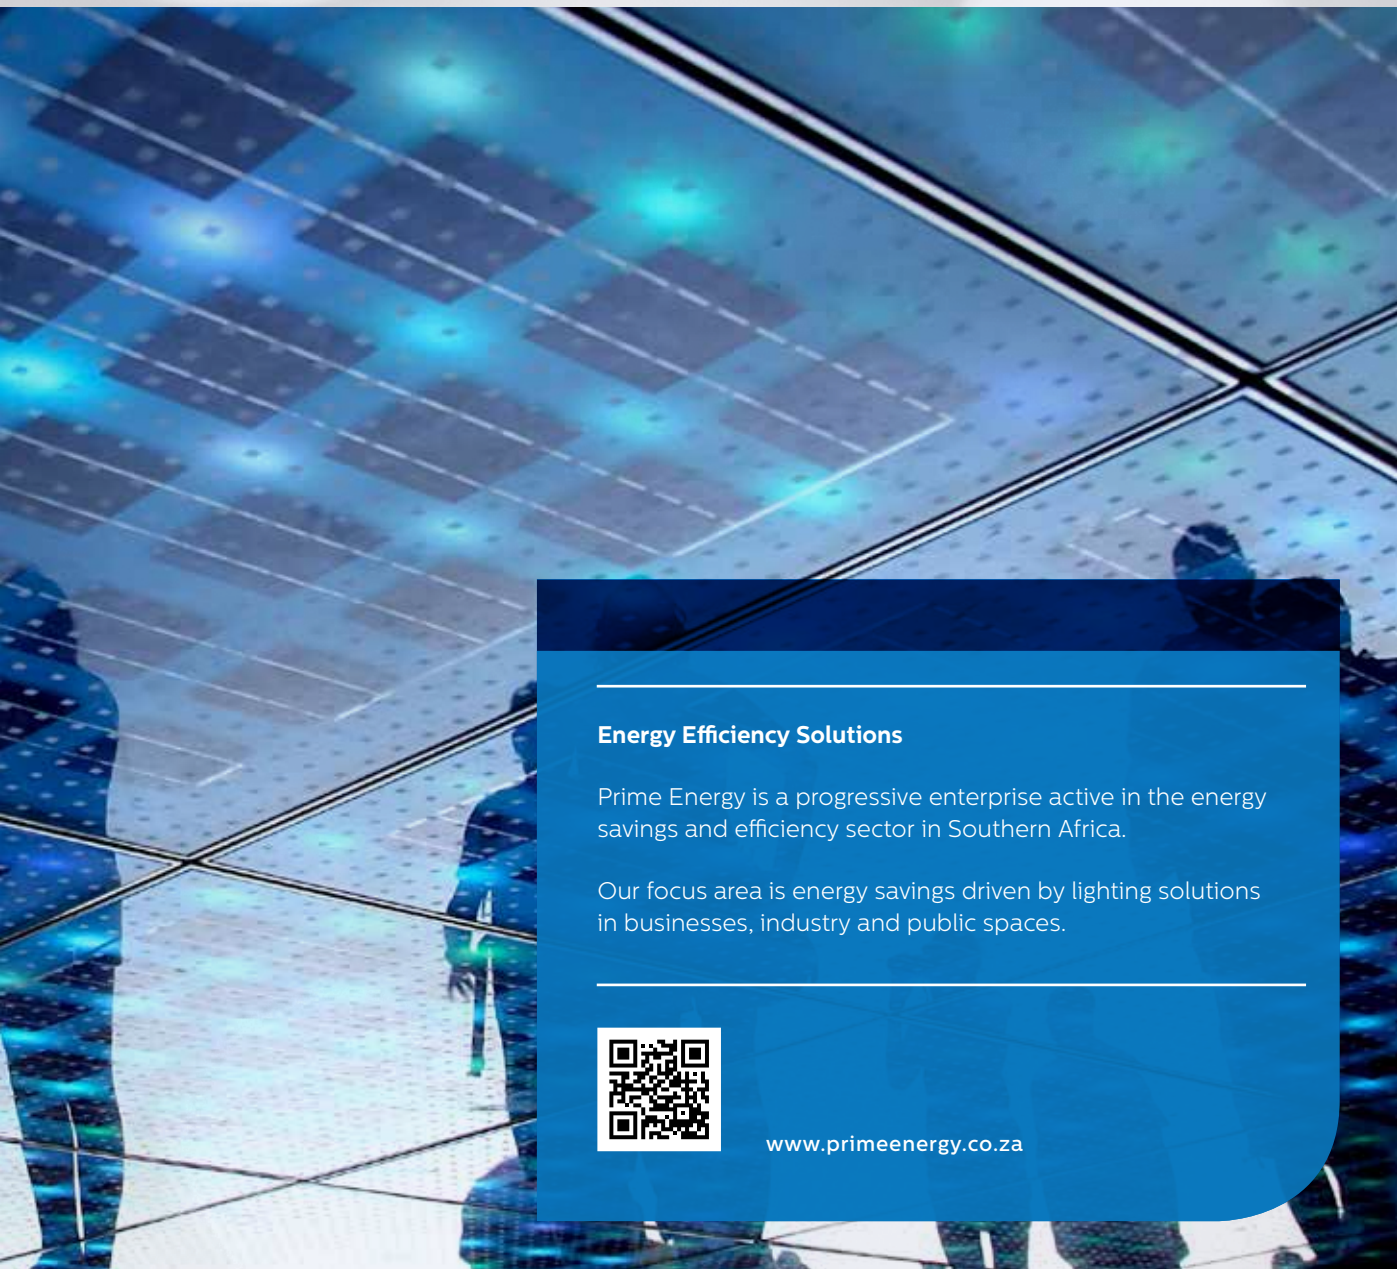 Energy Efficiency Solutions
Prime Energy is a progressive enterprise active in the energy
savings and efficiency sector in Southern Africa.
Our focus area is energy savings driven by lighting solutions
in businesses, industry and public spaces.
www.primeenergy.co.za